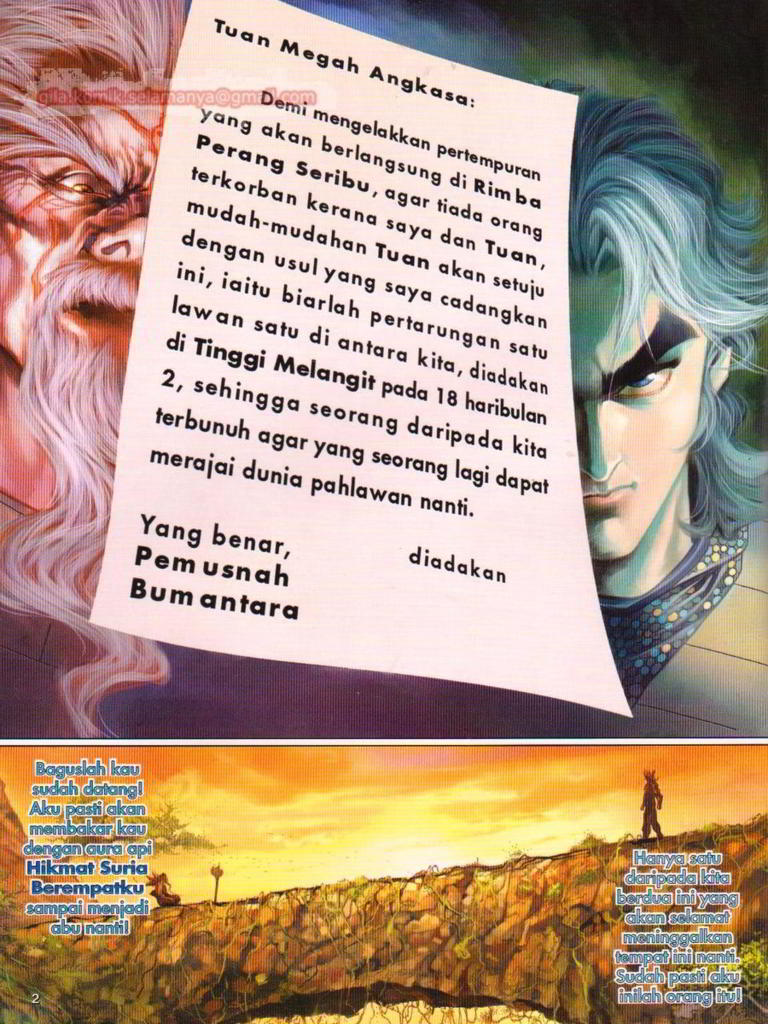 Tuan Megah Angkasa:
gila.komik.selamanya@gmail.com
Demi mengelakkan pertempuran
yang akan berlangsung di Rimba
Perang Seribu, agar tiada orang
terkorban kerana saya dan Tuan,
mudah-mudahan Tuan akan setuju
dengan usul yang saya cadangkan
ini, iaitu biarlah pertarungan satu
lawan satu di antara kita, diadakan
di Tinggi Melangit pada 18 haribulan
2, sehingga seorang daripada kita
terbunuh agar yang seorang lagi dapat
merajai dunia pahlawan nanti.
Yang benar,
Pemusnah
Bumantara
diadakan
Baguslah kau
sudah datang!
Aku pasti akan
membakar kau
dengan aura api
Hikmat Suria
Berempatku
sampai menjadi
abu nanti!
Hanya satu
daripada kita
berdua ini yang
akan selamat
meninggalkan
tempat ini nanti.
Sudah pasti aku
inilah orang itu!
2